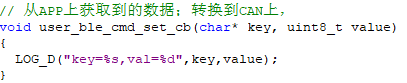 // 从APP上获取到的数据；转换到CAN上，
void user_ble_cmd_set_cb(char* key, uint8_t value)
{
    LOG_D("key=%s,val=%d",key,value);
}